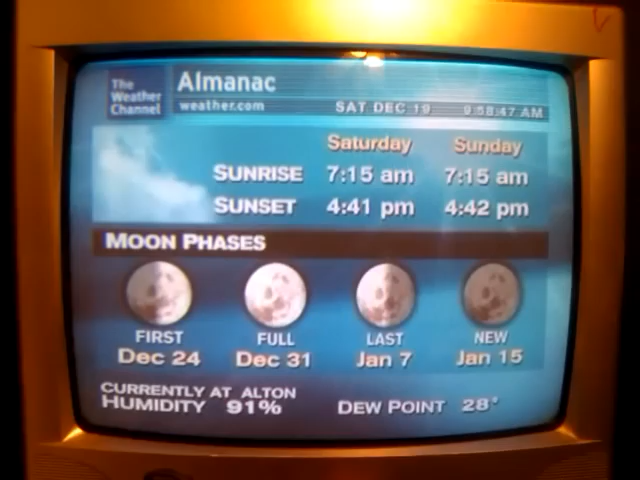 The Weather Channel
Almanac
weather.com SAT DEC 19 9:58:47 AM
Saturday Sunday
SUNRISE 7:15 am 7:15 am
SUNSET 4:41 pm 4:42 pm
MOON PHASES
FIRST FULL LAST NEW
Dec 24 Dec 31 Jan 7 Jan 15
CURRENTLY AT ALTON
HUMIDITY 91% DEW POINT 28°